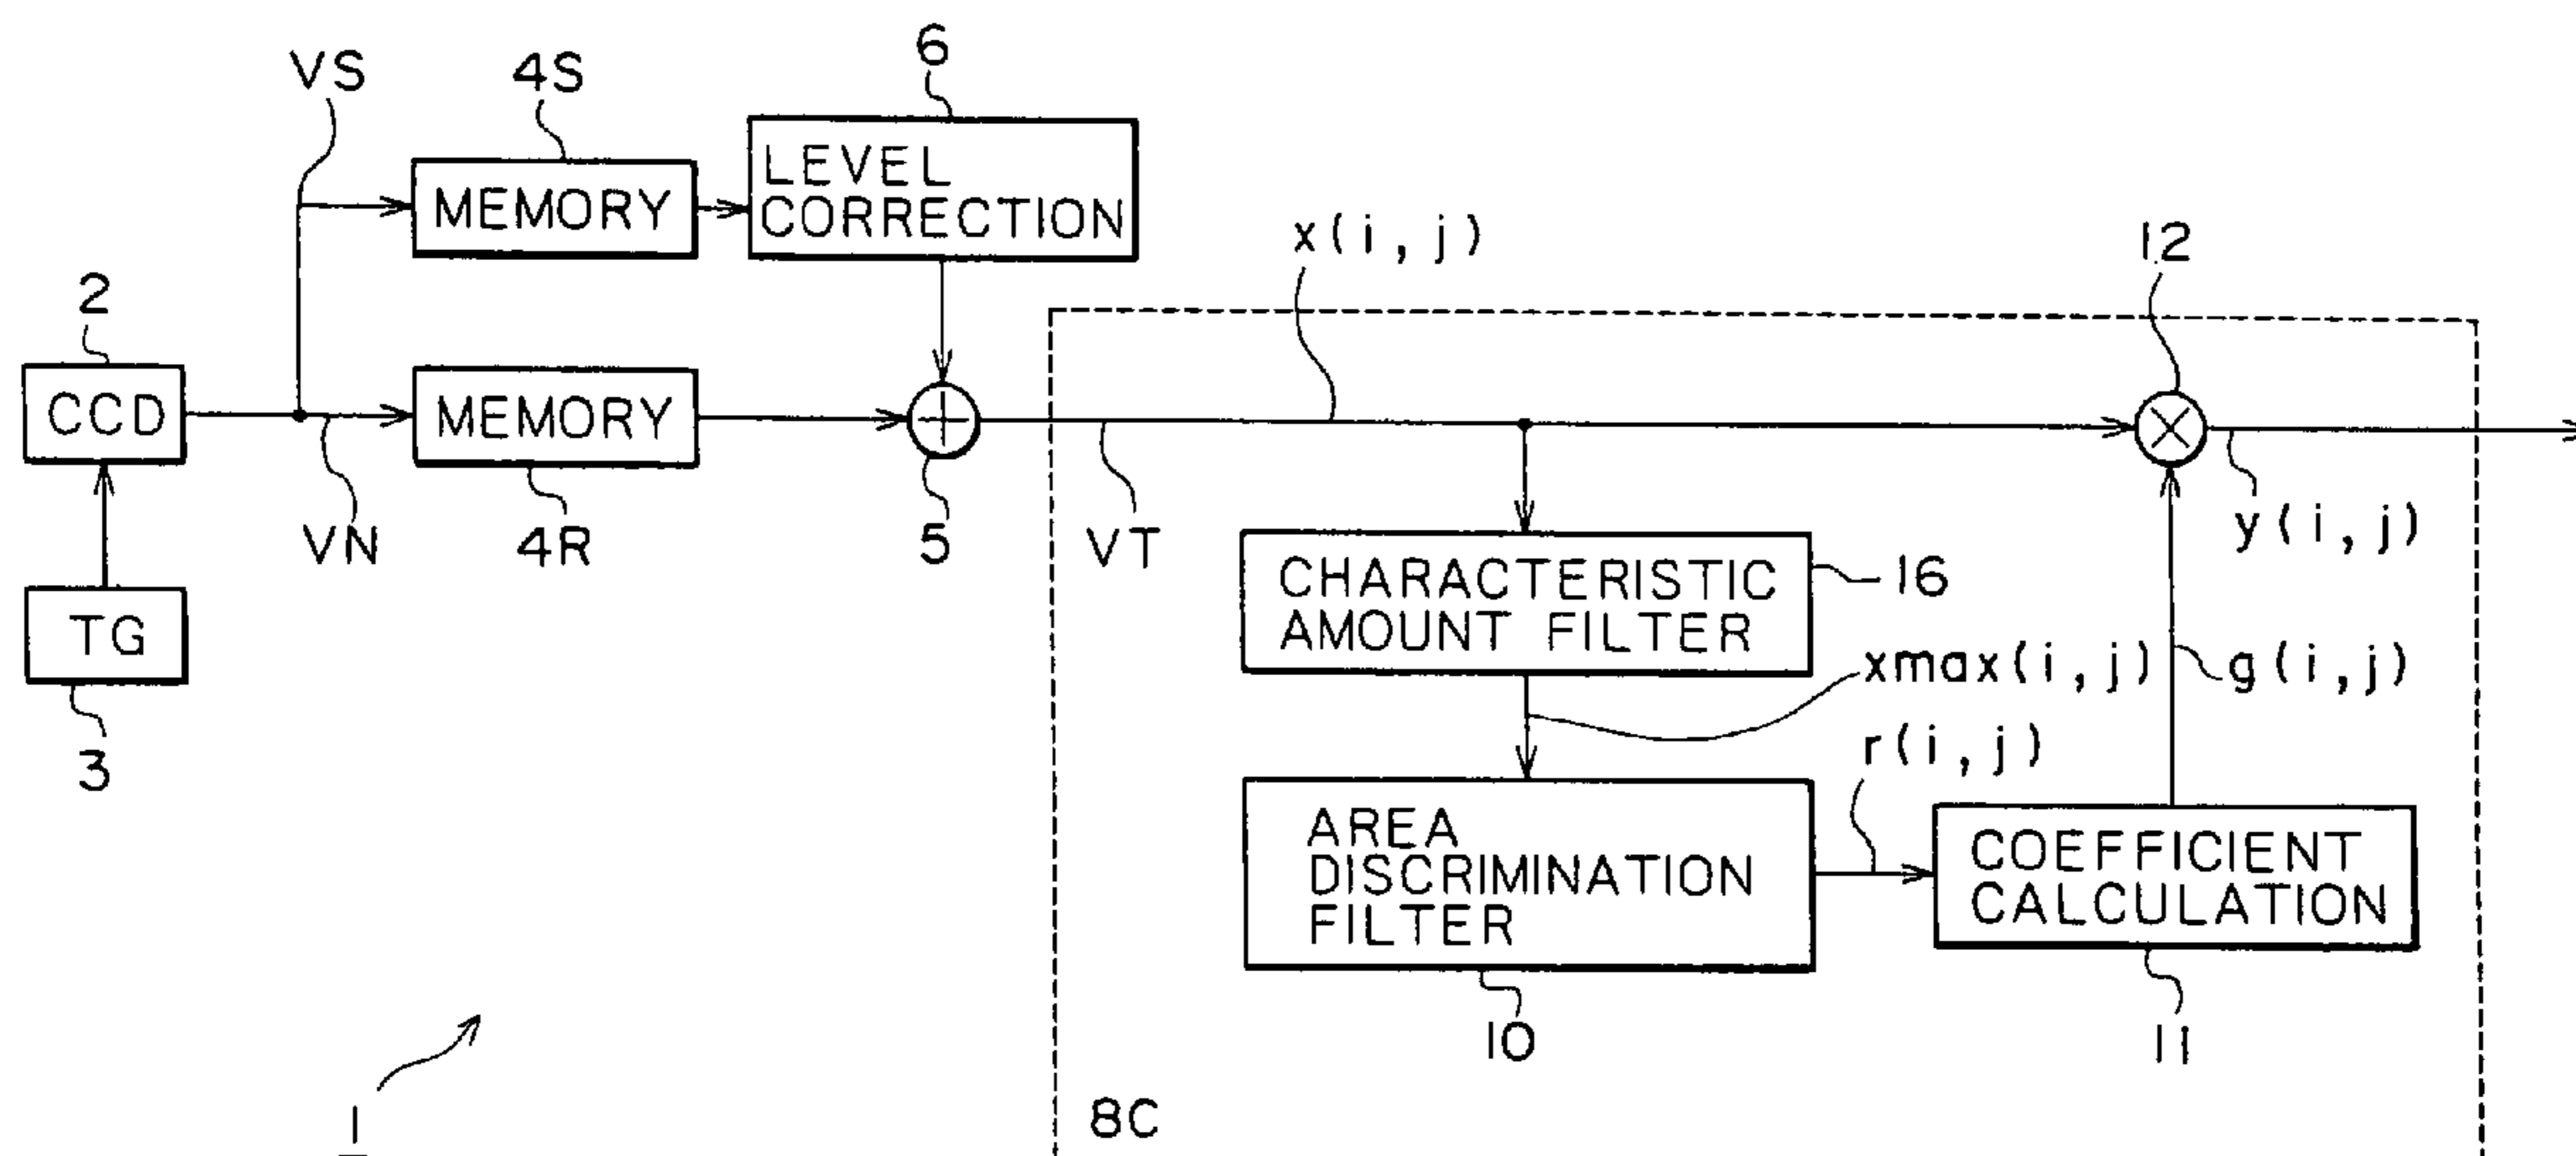 VS
4S
6
LEVEL
CORRECTION
MEMORY
x(i, j)
12
2
CCD
MEMORY
VN
4R
5
VT
y(i, j)
TG
3
CHARACTERISTIC
AMOUNT FILTER
16
xmax(i, j)
g(i, j)
r(i, j)
AREA
DISCRIMINATION
FILTER
COEFFICIENT
CALCULATION
10
11
8C
1